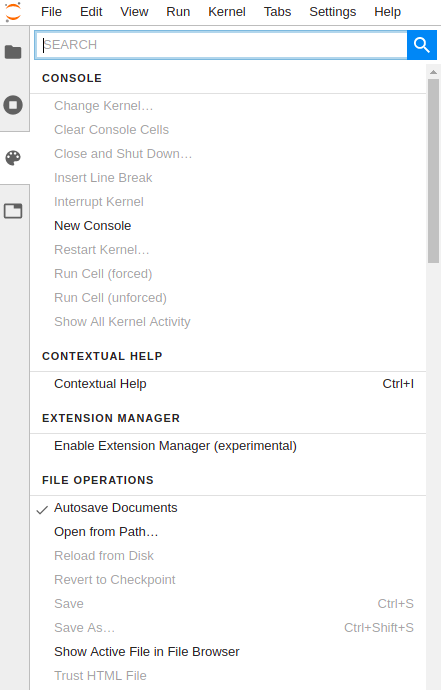 File Edit View Run Kernel Tabs Settings Help
SEARCH
CONSOLE
Change Kernel…
Clear Console Cells
Close and Shut Down…
Insert Line Break
Interrupt Kernel
New Console
Restart Kernel…
Run Cell (forced)
Run Cell (unforced)
Show All Kernel Activity
CONTEXTUAL HELP
Contextual Help Ctrl+I
EXTENSION MANAGER
Enable Extension Manager (experimental)
FILE OPERATIONS
Autosave Documents
Open from Path…
Reload from Disk
Revert to Checkpoint
Save Ctrl+S
Save As… Ctrl+Shift+S
Show Active File in File Browser
Trust HTML File